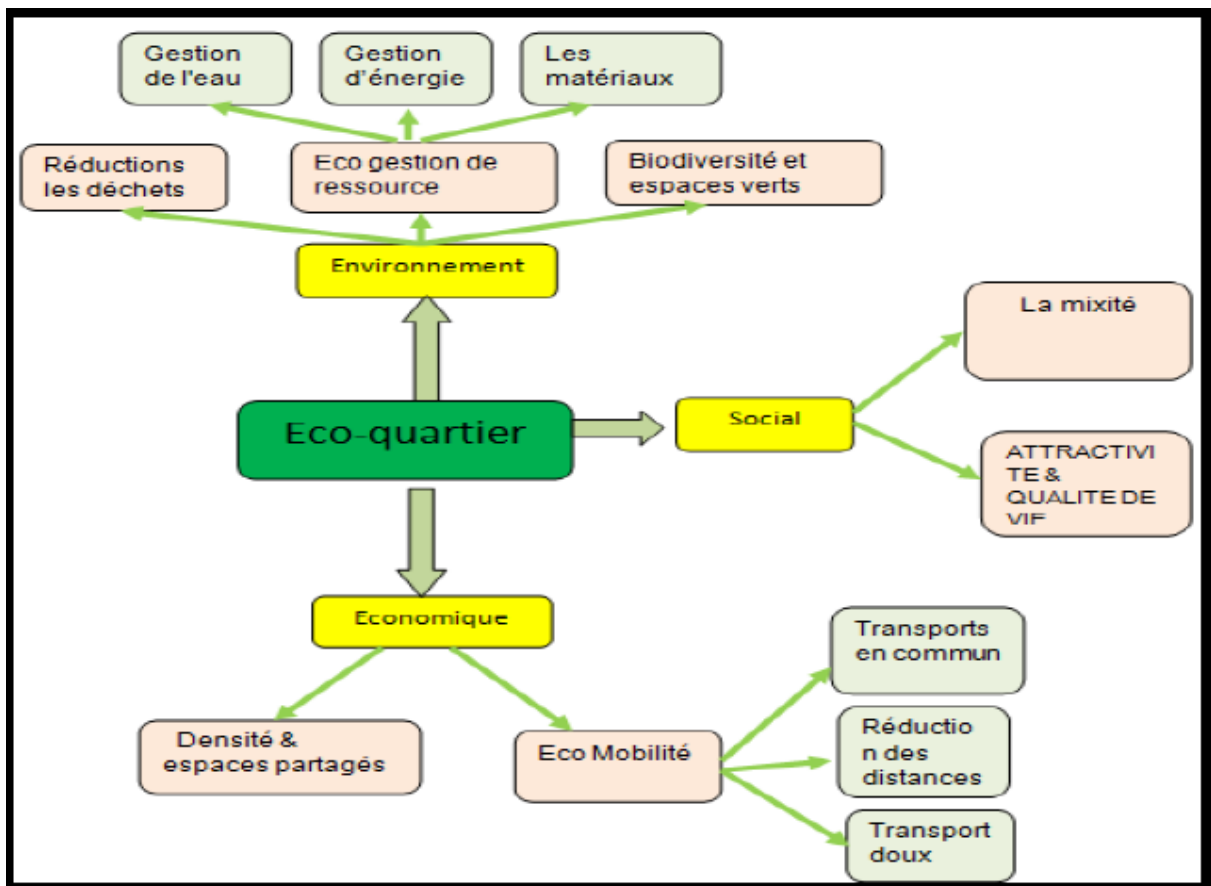 Gestion
de l'eau
Gestion
d'énergie
Les
matériaux
Réductions
les déchets
Eco gestion de
ressource
Biodiversité et
espaces verts
Environnement
La mixité
Eco-quartier
Social
ATTRACTIVI
TE &
QUALITE DE
VIE
Economique
Transports
en commun
Densité &
espaces partagés
Eco Mobilité
Réductio
n des
distances
Transport
doux